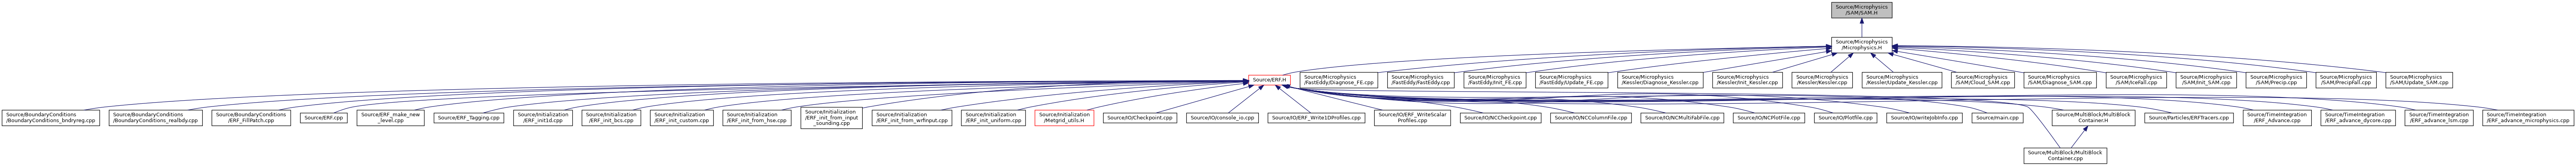 Source/Microphysics
/SAM/SAM.H
Source/Microphysics
/Microphysics.H
Source/ERF.H
Source/Microphysics
/FastEddy/Diagnose_FE.cpp
Source/Microphysics
/FastEddy/FastEddy.cpp
Source/Microphysics
/FastEddy/Init_FE.cpp
Source/Microphysics
/FastEddy/Update_FE.cpp
Source/Microphysics
/Kessler/Diagnose_Kessler.cpp
Source/Microphysics
/Kessler/Init_Kessler.cpp
Source/Microphysics
/Kessler/Kessler.cpp
Source/Microphysics
/Kessler/Update_Kessler.cpp
Source/Microphysics
/SAM/Cloud_SAM.cpp
Source/Microphysics
/SAM/Diagnose_SAM.cpp
Source/Microphysics
/SAM/IceFall.cpp
Source/Microphysics
/SAM/Init_SAM.cpp
Source/Microphysics
/SAM/Precip.cpp
Source/Microphysics
/SAM/PrecipFall.cpp
Source/Microphysics
/SAM/Update_SAM.cpp
Source/BoundaryConditions
/BoundaryConditions_bndryreg.cpp
Source/BoundaryConditions
/BoundaryConditions_realbdy.cpp
Source/BoundaryConditions
/ERF_FillPatch.cpp
Source/ERF.cpp
Source/ERF_make_new
_level.cpp
Source/ERF_Tagging.cpp
Source/Initialization
/ERF_init1d.cpp
Source/Initialization
/ERF_init_bcs.cpp
Source/Initialization
/ERF_init_custom.cpp
Source/Initialization
/ERF_init_from_hse.cpp
Source/Initialization
/ERF_init_from_input
_sounding.cpp
Source/Initialization
/ERF_init_from_wrfinput.cpp
Source/Initialization
/ERF_init_uniform.cpp
Source/Initialization
/Metgrid_utils.H
Source/IO/Checkpoint.cpp
Source/IO/console_io.cpp
Source/IO/ERF_Write1DProfiles.cpp
Source/IO/ERF_WriteScalar
Profiles.cpp
Source/IO/NCCheckpoint.cpp
Source/IO/NCColumnFile.cpp
Source/IO/NCMultiFabFile.cpp
Source/IO/NCPlotFile.cpp
Source/IO/Plotfile.cpp
Source/IO/writeJobInfo.cpp
Source/main.cpp
Source/MultiBlock/MultiBlock
Container.H
Source/Particles/ERFTracers.cpp
Source/TimeIntegration
/ERF_Advance.cpp
Source/TimeIntegration
/ERF_advance_dycore.cpp
Source/TimeIntegration
/ERF_advance_lsm.cpp
Source/TimeIntegration
/ERF_advance_microphysics.cpp
Source/MultiBlock/MultiBlock
Container.cpp